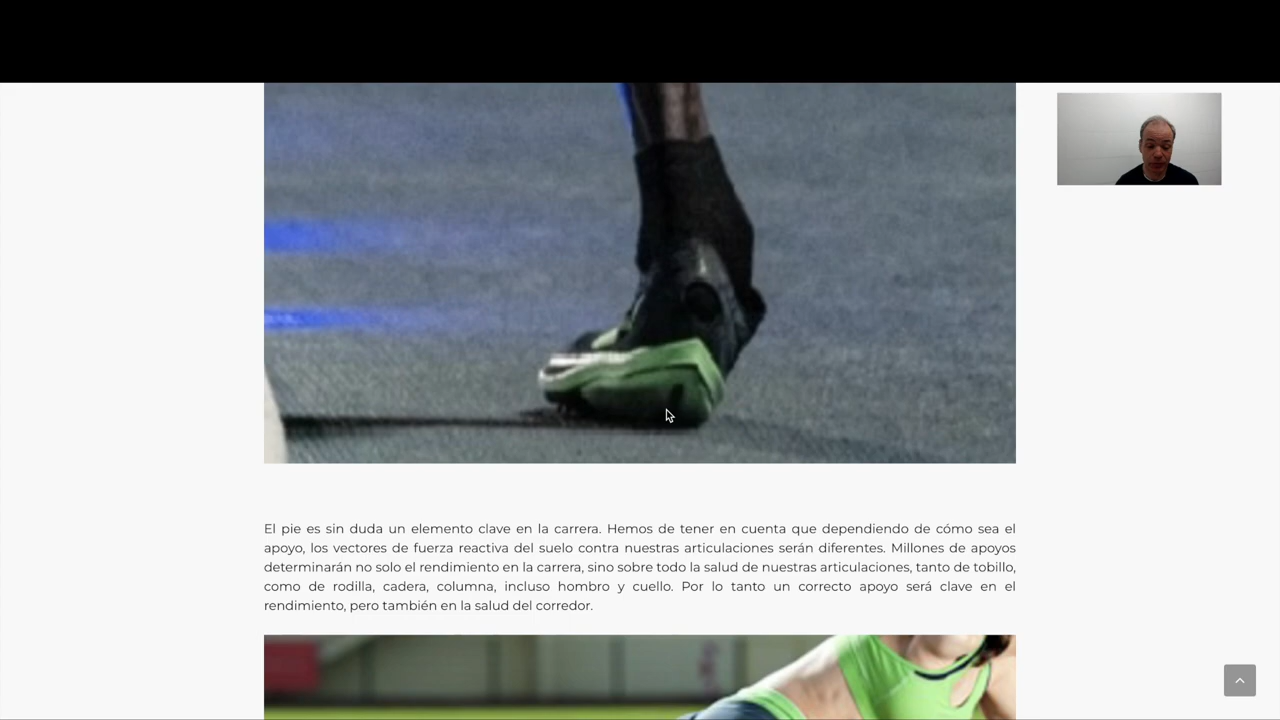 El pie es sin duda un elemento clave en la carrera. Hemos de tener en cuenta que dependiendo de cómo sea el
apoyo, los vectores de fuerza reactiva del suelo contra nuestras articulaciones serán diferentes. Millones de apoyos
determinarán no solo el rendimiento en la carrera, sino sobre todo la salud de nuestras articulaciones, tanto de tobillo,
como de rodilla, cadera, columna, incluso hombro y cuello. Por lo tanto un correcto apoyo será clave en el
rendimiento, pero también en la salud del corredor.